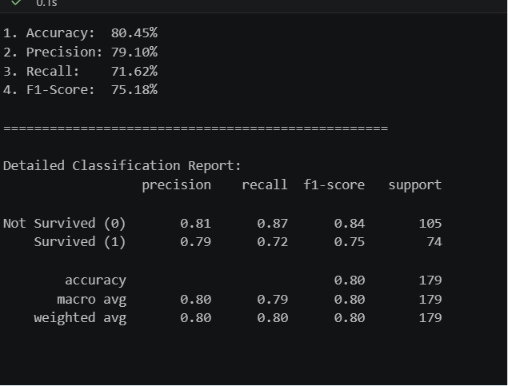 0.1s
1. Accuracy: 80.45%
2. Precision: 79.10%
3. Recall: 71.62%
4. F1-Score: 75.18%
==================================================
Detailed Classification Report:
precision recall f1-score support
Not Survived (0) 0.81 0.87 0.84 105
Survived (1) 0.79 0.72 0.75 74
accuracy 0.80 179
macro avg 0.80 0.79 0.80 179
weighted avg 0.80 0.80 0.80 179